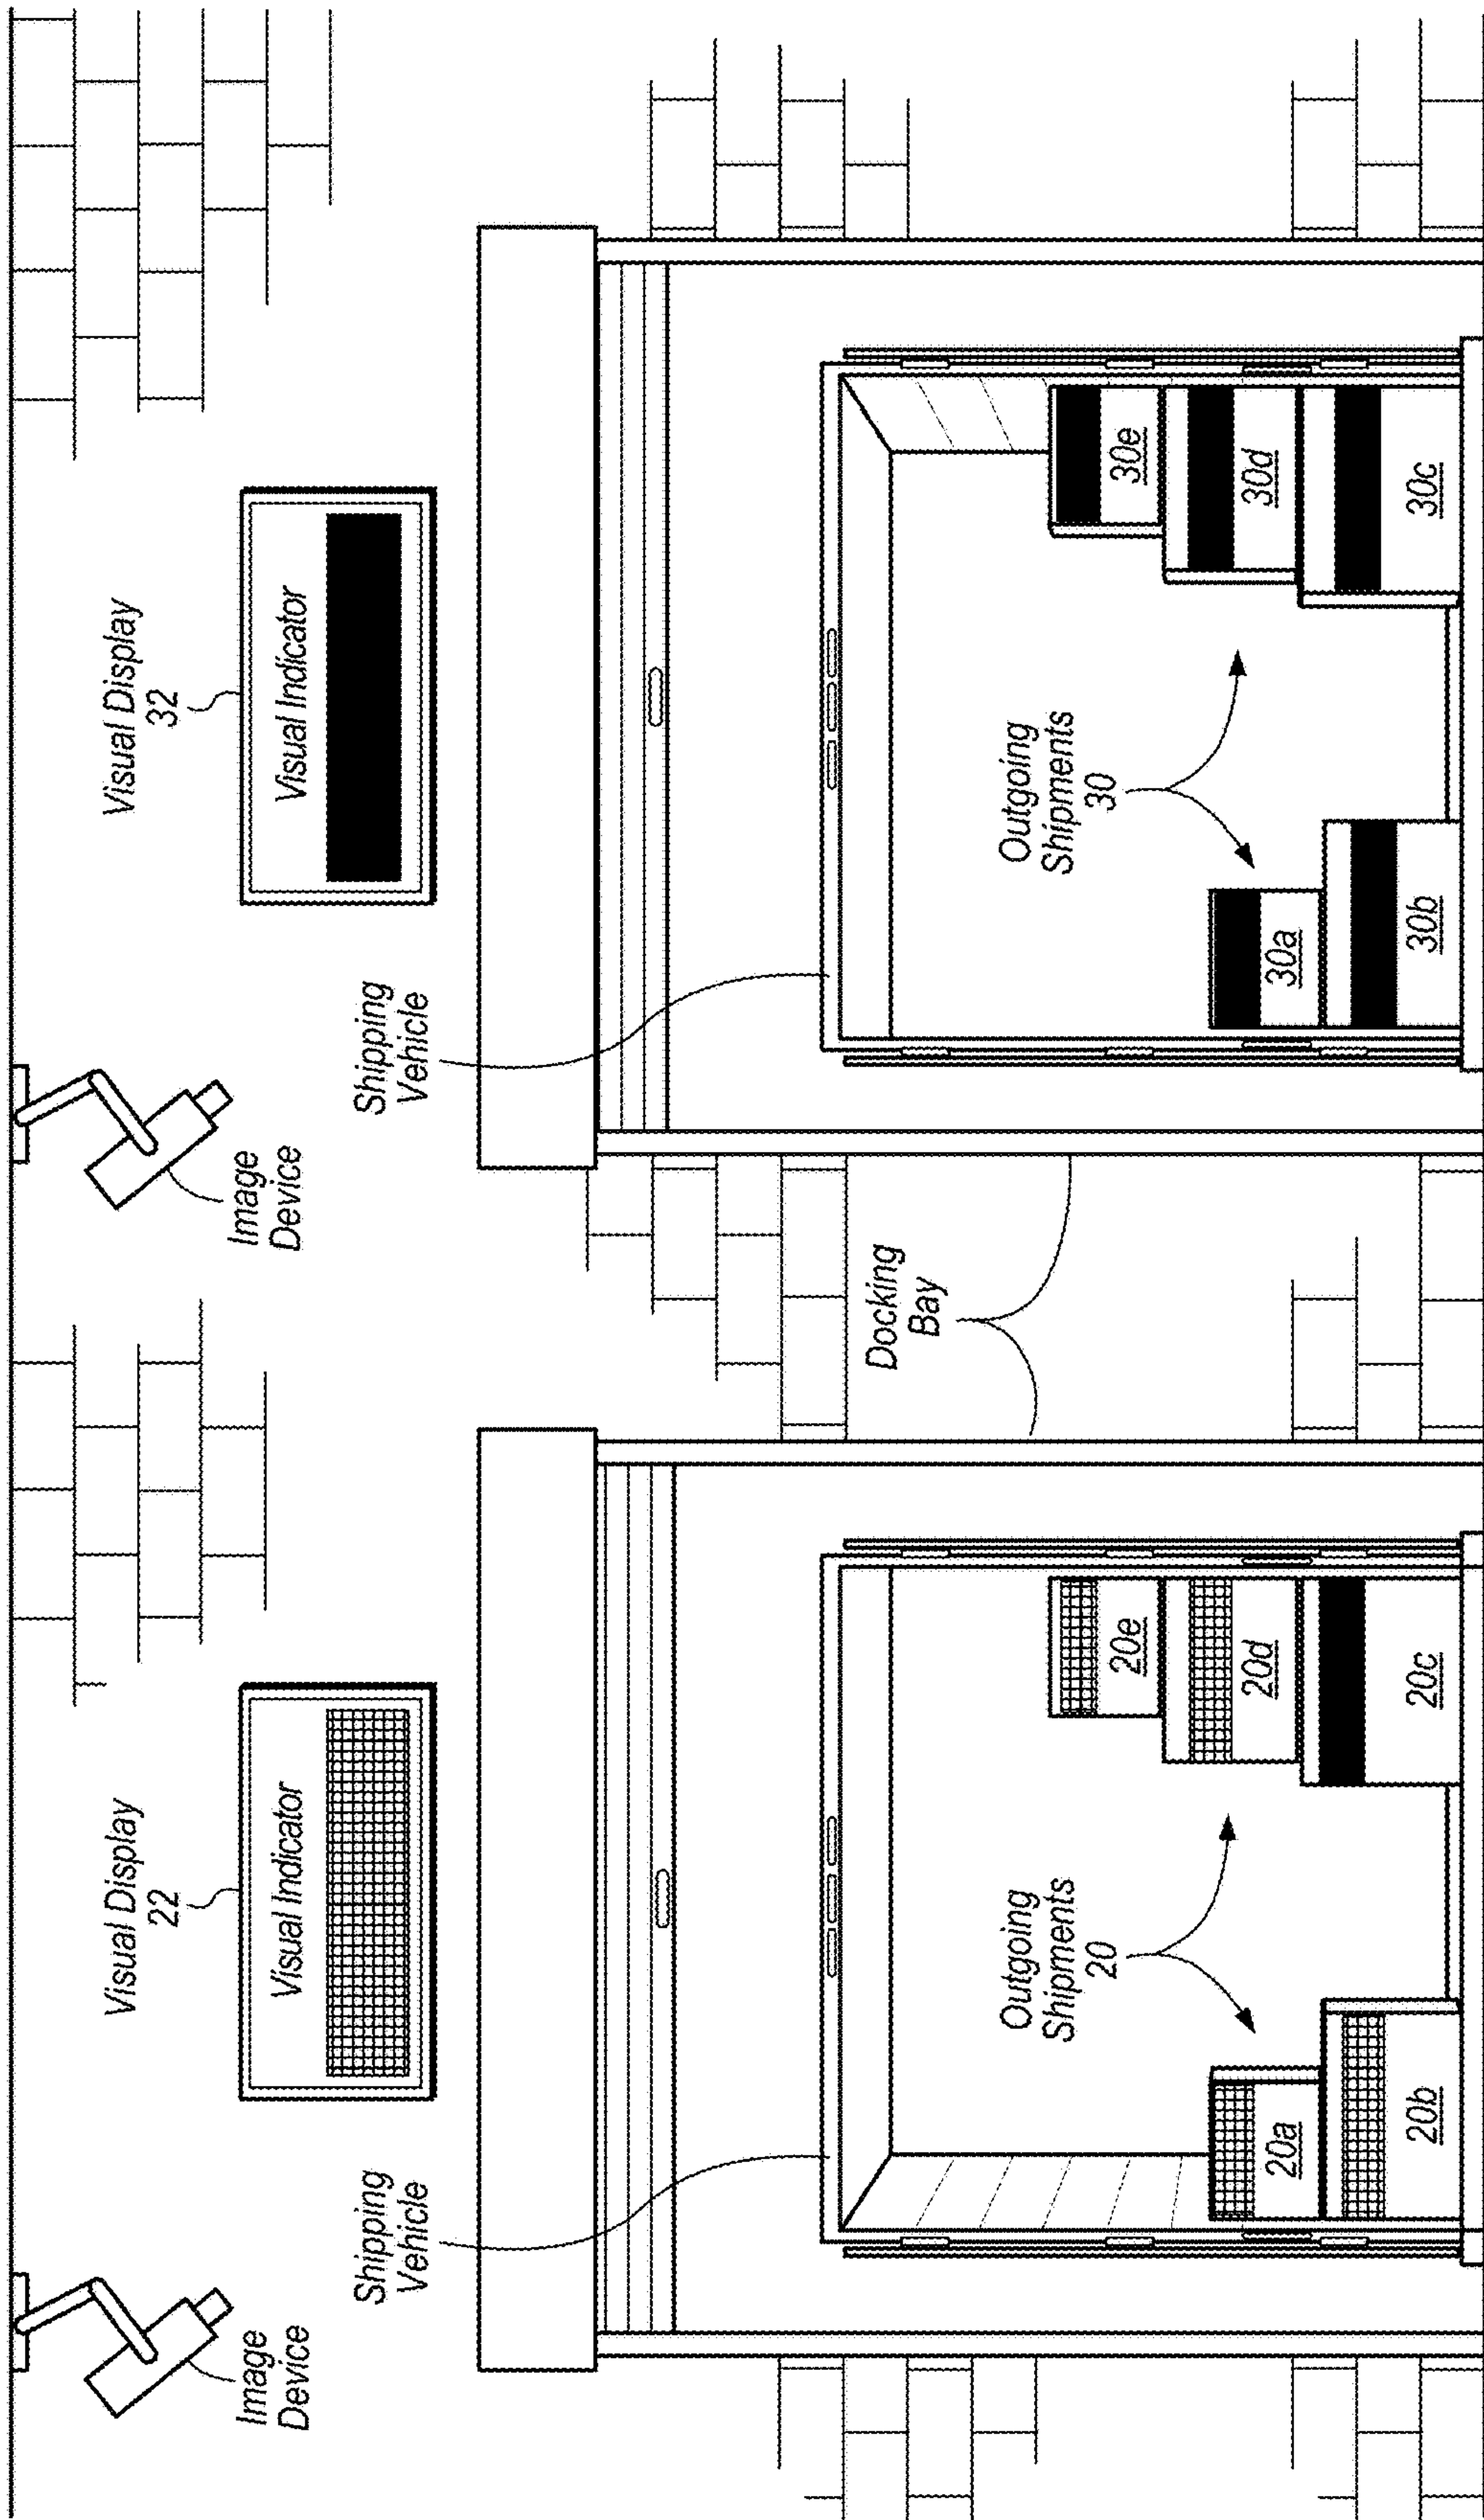 Image
Device
Visual Display
22
Visual Indicator
Shipping
Vehicle
Outgoing
Shipments
20
20a
20b
20e
20d
20c
Docking
Bay
Image
Device
Visual Display
32
Visual Indicator
Shipping
Vehicle
Outgoing
Shipments
30
30a
30b
30e
30d
30c